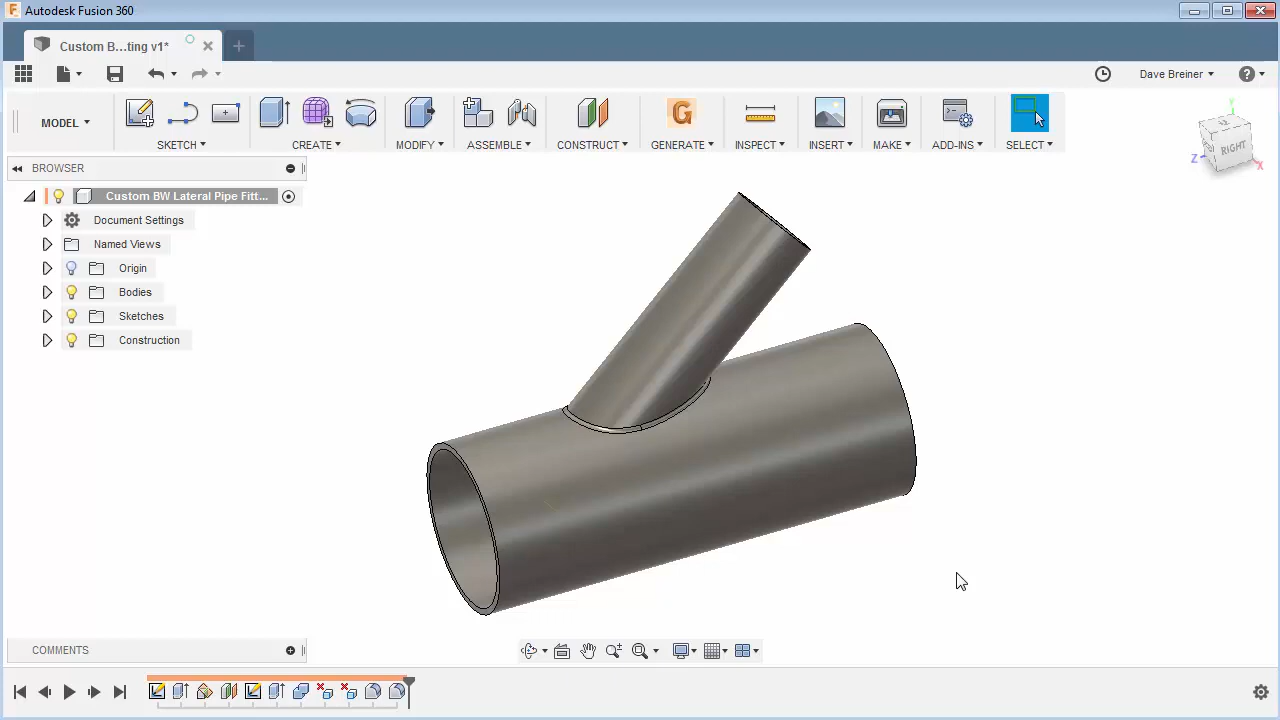 Autodesk Fusion 360
Custom B...ting v1*
Dave Breiner
MODEL
SKETCH
CREATE
MODIFY
ASSEMBLE
CONSTRUCT
GENERATE
INSPECT
INSERT
MAKE
ADD-INS
SELECT
BROWSER
Custom BW Lateral Pipe Fitt...
Document Settings
Named Views
Origin
Bodies
Sketches
Construction
Y
RIGHT
Z
X
COMMENTS